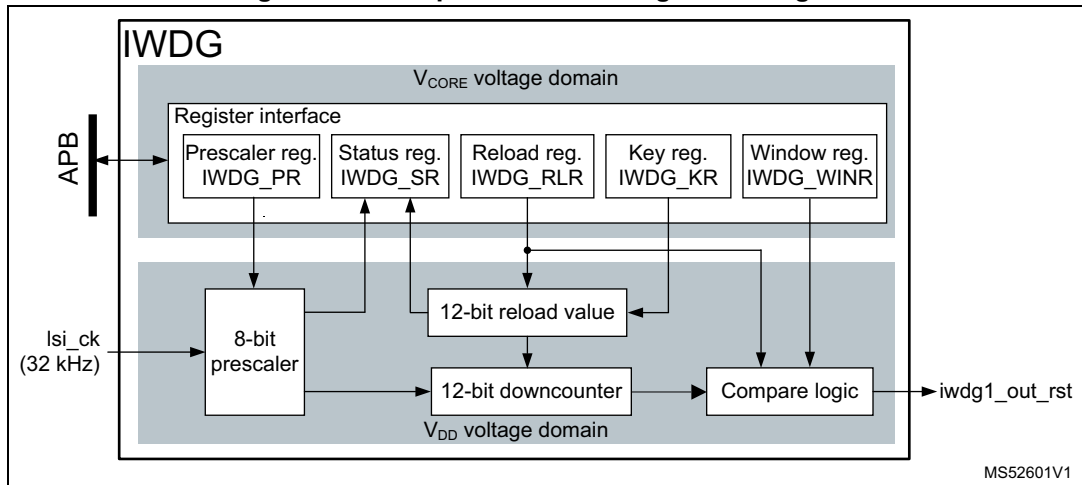 IWDG
V_CORE voltage domain
Register interface
Prescaler reg.
IWDG_PR
Status reg.
IWDG_SR
Reload reg.
IWDG_RLR
Key reg.
IWDG_KR
Window reg.
IWDG_WINR
APB
lsi_ck
(32 kHz)
8-bit
prescaler
12-bit reload value
12-bit downcounter
Compare logic
iwdg1_out_rst
V_DD voltage domain
MS52601V1